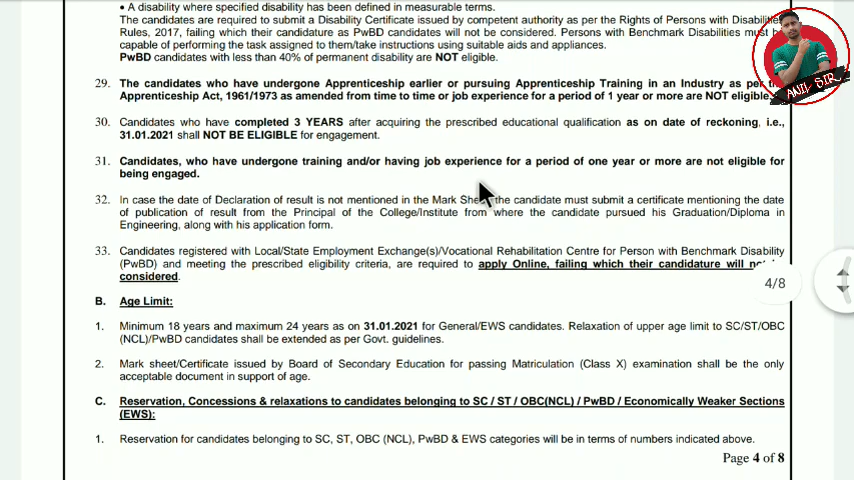 • A disability where specified disability has been defined in measurable terms.
The candidates are required to submit a Disability Certificate issued by competent authority as per the Rights of Persons with Disabilities
Rules, 2017, failing which their candidature as PwBD candidates will not be considered. Persons with Benchmark Disabilities must be
capable of performing the task assigned to them/take instructions using suitable aids and appliances.
PwBD candidates with less than 40% of permanent disability are NOT eligible.
29. The candidates who have undergone Apprenticeship earlier or pursuing Apprenticeship Training in an Industry as per the
Apprenticeship Act, 1961/1973 as amended from time to time or job experience for a period of 1 year or more are NOT eligible.
30. Candidates who have completed 3 YEARS after acquiring the prescribed educational qualification as on date of reckoning, i.e.,
31.01.2021 shall NOT BE ELIGIBLE for engagement.
31. Candidates, who have undergone training and/or having job experience for a period of one year or more are not eligible for
being engaged.
32. In case the date of Declaration of result is not mentioned in the Mark Sheet, the candidate must submit a certificate mentioning the date
of publication of result from the Principal of the College/Institute from where the candidate pursued his Graduation/Diploma in
Engineering, along with his application form.
33. Candidates registered with Local/State Employment Exchange(s)/Vocational Rehabilitation Centre for Person with Benchmark Disability
(PwBD) and meeting the prescribed eligibility criteria, are required to apply Online, failing which their candidature will not
considered.
4/8
B. Age Limit:
1. Minimum 18 years and maximum 24 years as on 31.01.2021 for General/EWS candidates. Relaxation of upper age limit to SC/ST/OBC
(NCL)/PwBD candidates shall be extended as per Govt. guidelines.
2. Mark sheet/Certificate issued by Board of Secondary Education for passing Matriculation (Class X) examination shall be the only
acceptable document in support of age.
C. Reservation, Concessions & relaxations to candidates belonging to SC / ST / OBC(NCL) / PwBD / Economically Weaker Sections
(EWS):
1. Reservation for candidates belonging to SC, ST, OBC (NCL), PwBD & EWS categories will be in terms of numbers indicated above.
Page 4 of 8
ANIL SIR